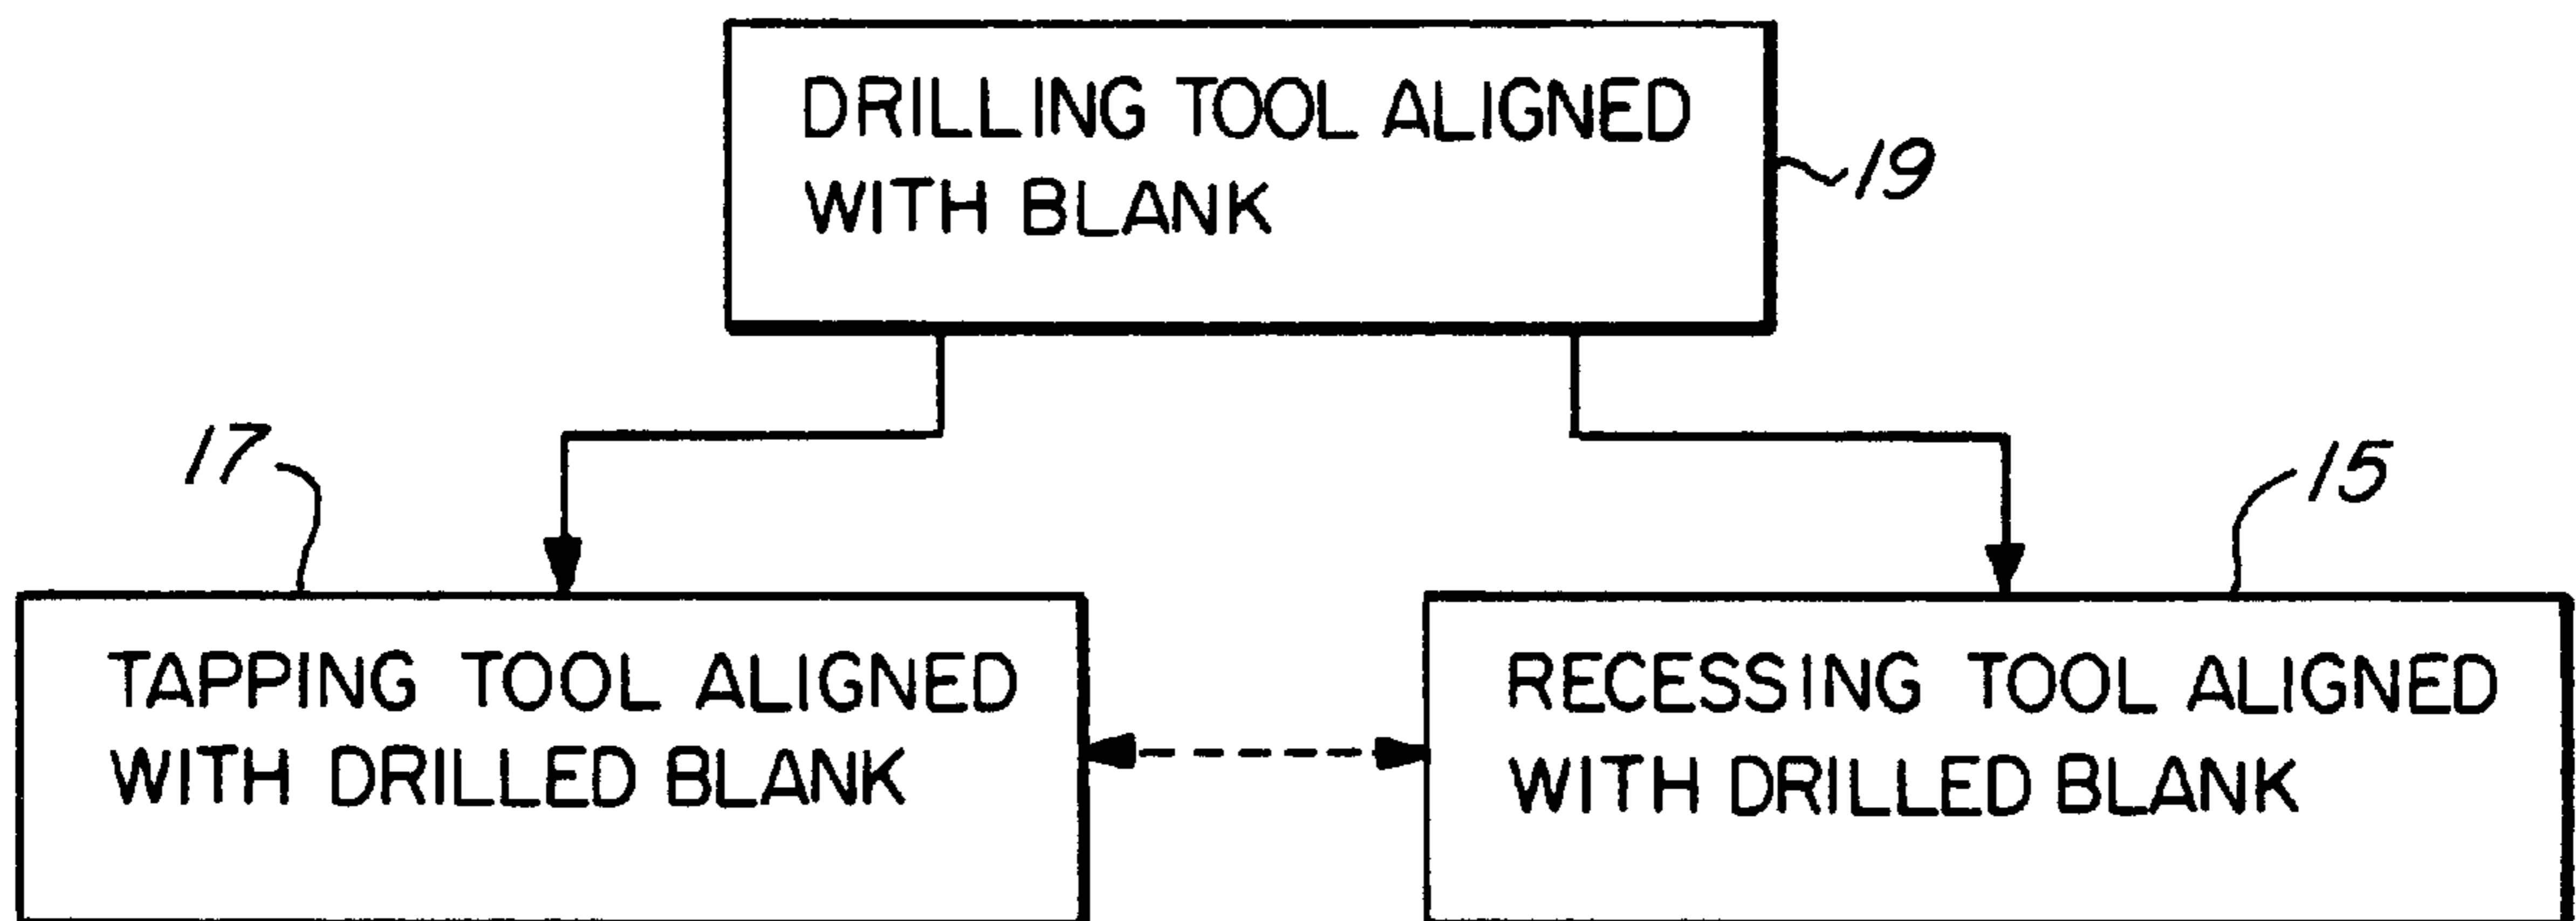 DRILLING TOOL ALIGNED
WITH BLANK
19
17
15
TAPPING TOOL ALIGNED
WITH DRILLED BLANK
RECESSING TOOL ALIGNED
WITH DRILLED BLANK